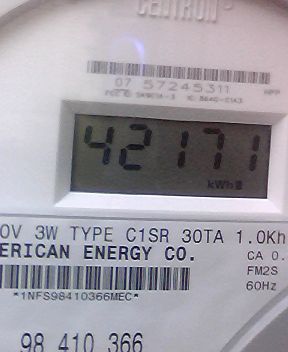 CENTRON
07 57245311
42171
kWh
0V 3W TYPE C1SR 30TA 1.0Kh
ERICAN ENERGY CO.
CA 0.
FM2S
60Hz
*1NFS98410366MEC*
98 410 366